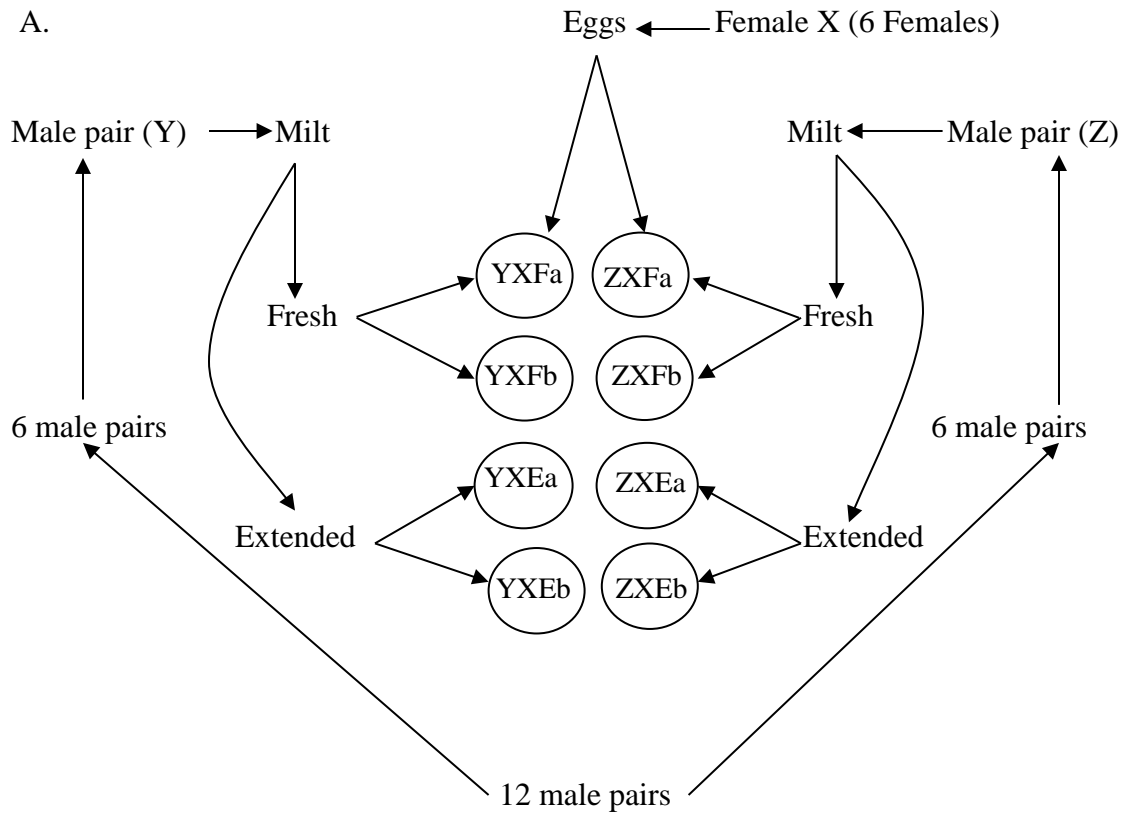 A.
Eggs
Female X (6 Females)
Male pair (Y)
Milt
Milt
Male pair (Z)
YXFa
ZXFa
Fresh
Fresh
YXFb
ZXFb
6 male pairs
6 male pairs
YXEa
ZXEa
Extended
Extended
YXEb
ZXEb
12 male pairs